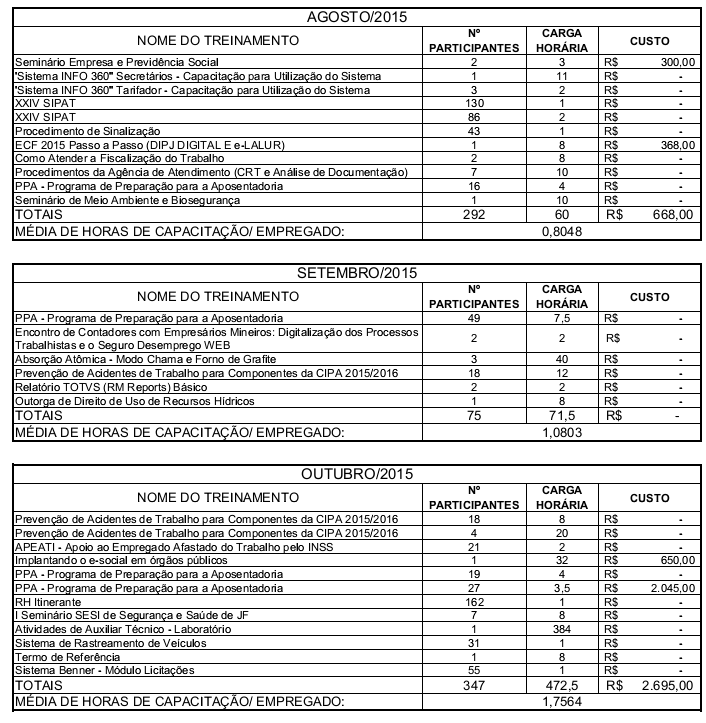 AGOSTO/2015
NOME DO TREINAMENTO Nº PARTICIPANTES CARGA HORÁRIA CUSTO
Seminário Empresa e Previdência Social 2 3 R$ 300,00
"Sistema INFO 360" Secretários - Capacitação para Utilização do Sistema 1 11 R$ -
"Sistema INFO 360" Tarifador - Capacitação para Utilização do Sistema 3 2 R$ -
XXIV SIPAT 130 1 R$ -
XXIV SIPAT 86 2 R$ -
Procedimento de Sinalização 43 1 R$ -
ECF 2015 Passo a Passo (DIPJ DIGITAL E e-LALUR) 1 8 R$ 368,00
Como Atender a Fiscalização do Trabalho 2 8 R$ -
Procedimentos da Agência de Atendimento (CRT e Análise de Documentação) 7 10 R$ -
PPA - Programa de Preparação para a Aposentadoria 16 4 R$ -
Seminário de Meio Ambiente e Biosegurança 1 10 R$ -
TOTAIS 292 60 R$ 668,00
MÉDIA DE HORAS DE CAPACITAÇÃO/ EMPREGADO: 0,8048
SETEMBRO/2015
NOME DO TREINAMENTO Nº PARTICIPANTES CARGA HORÁRIA CUSTO
PPA - Programa de Preparação para a Aposentadoria 49 7,5 R$ -
Encontro de Contadores com Empresários Mineiros: Digitalização dos Processos
Trabalhistas e o Seguro Desemprego WEB 2 2 R$ -
Absorção Atômica - Modo Chama e Forno de Grafite 3 40 R$ -
Prevenção de Acidentes de Trabalho para Componentes da CIPA 2015/2016 18 12 R$ -
Relatório TOTVS (RM Reports) Básico 2 2 R$ -
Outorga de Direito de Uso de Recursos Hídricos 1 8 R$ -
TOTAIS 75 71,5 R$ -
MÉDIA DE HORAS DE CAPACITAÇÃO/ EMPREGADO: 1,0803
OUTUBRO/2015
NOME DO TREINAMENTO Nº PARTICIPANTES CARGA HORÁRIA CUSTO
Prevenção de Acidentes de Trabalho para Componentes da CIPA 2015/2016 18 8 R$ -
Prevenção de Acidentes de Trabalho para Componentes da CIPA 2015/2016 4 20 R$ -
APEATI - Apoio ao Empregado Afastado do Trabalho pelo INSS 21 2 R$ -
Implantando o e-social em órgãos públicos 1 32 R$ 650,00
PPA - Programa de Preparação para a Aposentadoria 19 4 R$ -
PPA - Programa de Preparação para a Aposentadoria 27 3,5 R$ 2.045,00
RH Itinerante 162 1 R$ -
I Seminário SESI de Segurança e Saúde de JF 7 8 R$ -
Atividades de Auxiliar Técnico - Laboratório 1 384 R$ -
Sistema de Rastreamento de Veículos 31 1 R$ -
Termo de Referência 1 8 R$ -
Sistema Benner - Módulo Licitações 55 1 R$ -
TOTAIS 347 472,5 R$ 2.695,00
MÉDIA DE HORAS DE CAPACITAÇÃO/ EMPREGADO: 1,7564